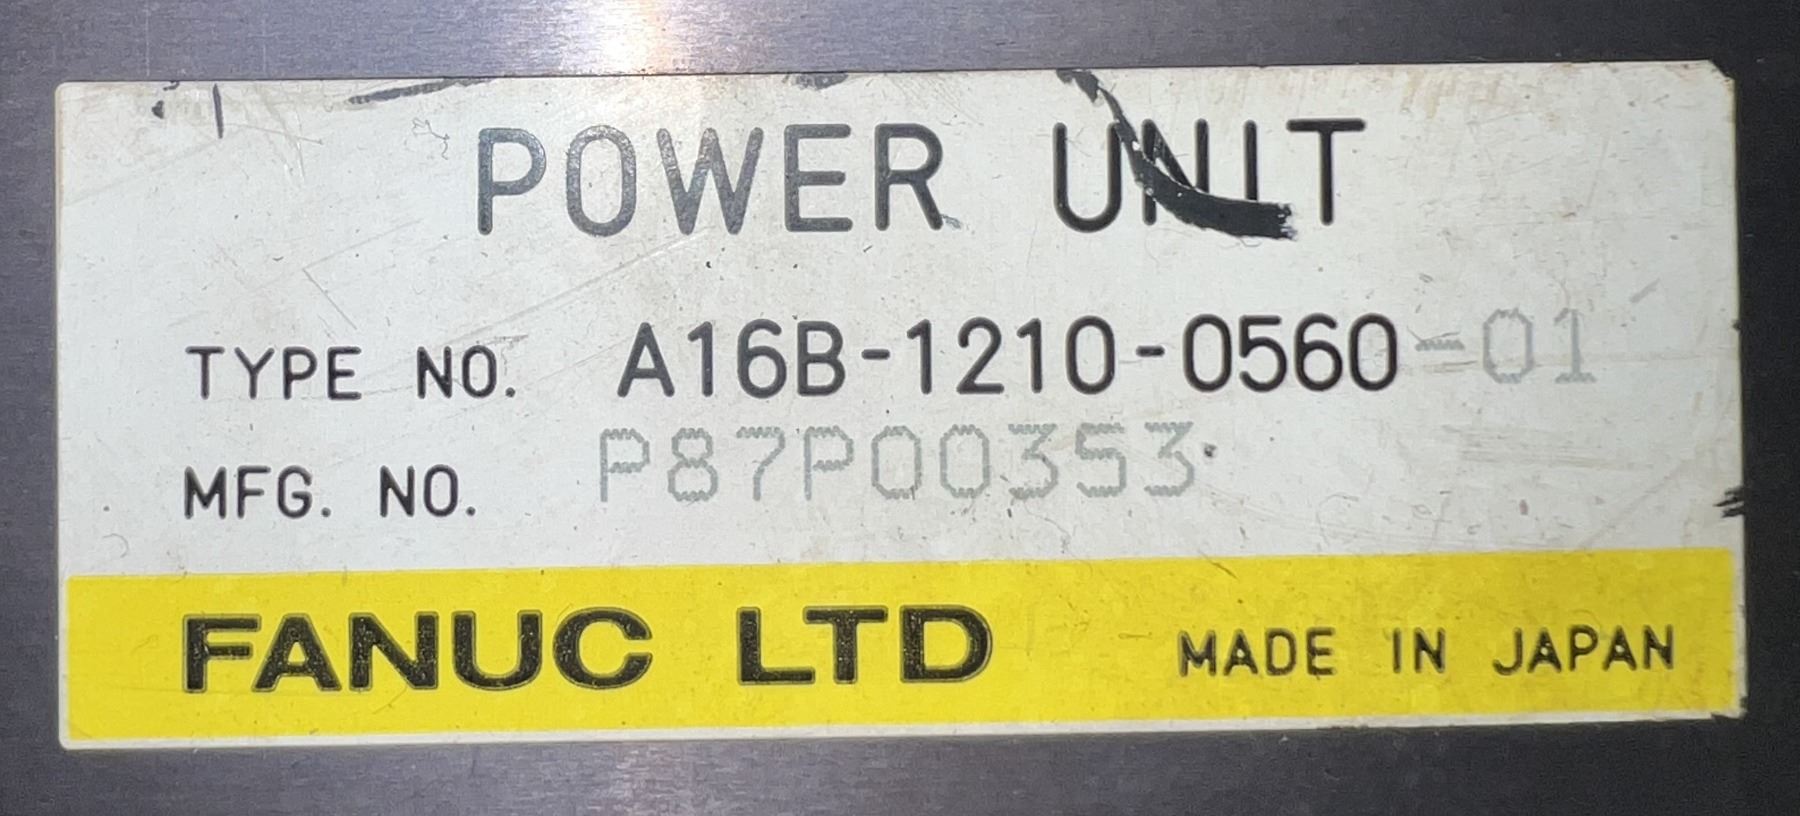 POWER UNIT
TYPE NO. A16B-1210-0560-01
MFG. NO. P87P00353
FANUC LTD MADE IN JAPAN